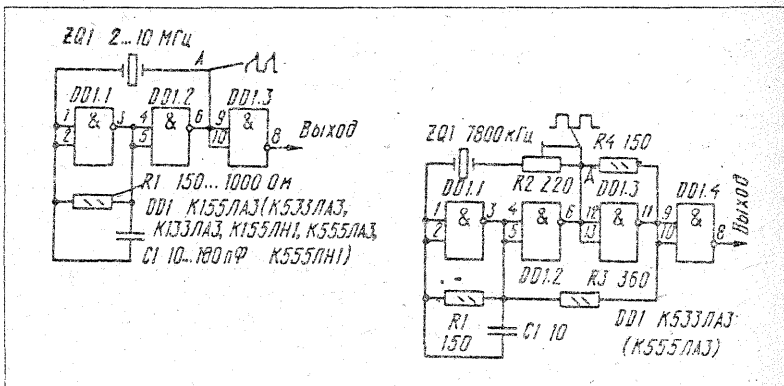 ZQ1 2...10 МГц
A
DD1.1 DD1.2 DD1.3
1 & 3 4 & 6 9 & 8 Выход
2 5 10
R1 150...1000 Ом
DD1 К155ЛА3(К533ЛА3,
К133ЛА3, К155ЛН1, К555ЛА3,
C1 10...180 пФ К555ЛН1)
ZQ1 7800 кГц
R4 150
R2 220
A
DD1.1 DD1.3 DD1.4
1 & 3 4 & 6 12 & 11 9 & 8 Выход
2 5 13 10
DD1.2 R3 360
R1
150
C1 10
DD1 К533ЛА3
(К555ЛА3)